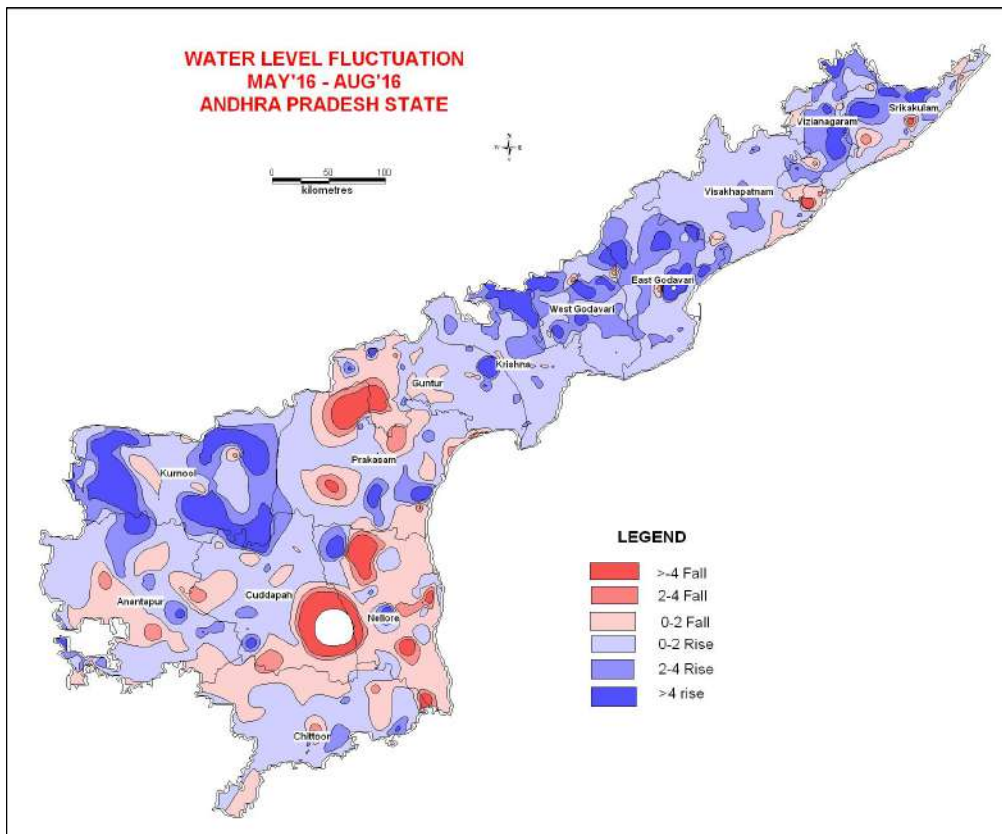 WATER LEVEL FLUCTUATION
MAY'16 - AUG'16
ANDHRA PRADESH STATE
N
W E
S
0 50 100
kilometres
Srikakulam
Vizianagaram
Visakhapatnam
East Godavari
West Godavari
Krishna
Guntur
Prakasam
Kurnool
Anantapur
Cuddapah
Nellore
Chittoor
LEGEND
>-4 Fall
2-4 Fall
0-2 Fall
0-2 Rise
2-4 Rise
>4 rise